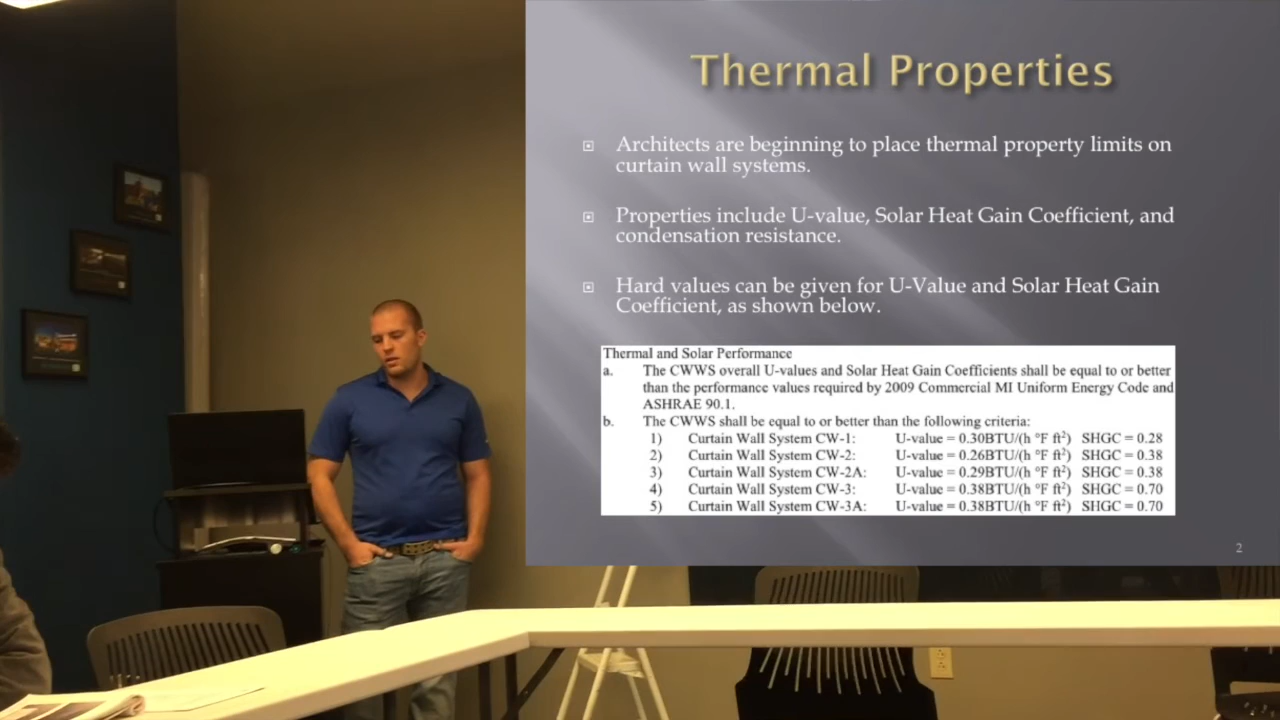 Thermal Properties
Architects are beginning to place thermal property limits on
curtain wall systems.
Properties include U-value, Solar Heat Gain Coefficient, and
condensation resistance.
Hard values can be given for U-Value and Solar Heat Gain
Coefficient, as shown below.
Thermal and Solar Performance
a. The CWWS overall U-values and Solar Heat Gain Coefficients shall be equal to or better
than the performance values required by 2009 Commercial MI Uniform Energy Code and
ASHRAE 90.1.
b. The CWWS shall be equal to or better than the following criteria:
1) Curtain Wall System CW-1: U-value = 0.30BTU/(h °F ft²) SHGC = 0.28
2) Curtain Wall System CW-2: U-value = 0.26BTU/(h °F ft²) SHGC = 0.38
3) Curtain Wall System CW-2A: U-value = 0.29BTU/(h °F ft²) SHGC = 0.38
4) Curtain Wall System CW-3: U-value = 0.38BTU/(h °F ft²) SHGC = 0.70
5) Curtain Wall System CW-3A: U-value = 0.38BTU/(h °F ft²) SHGC = 0.70
2